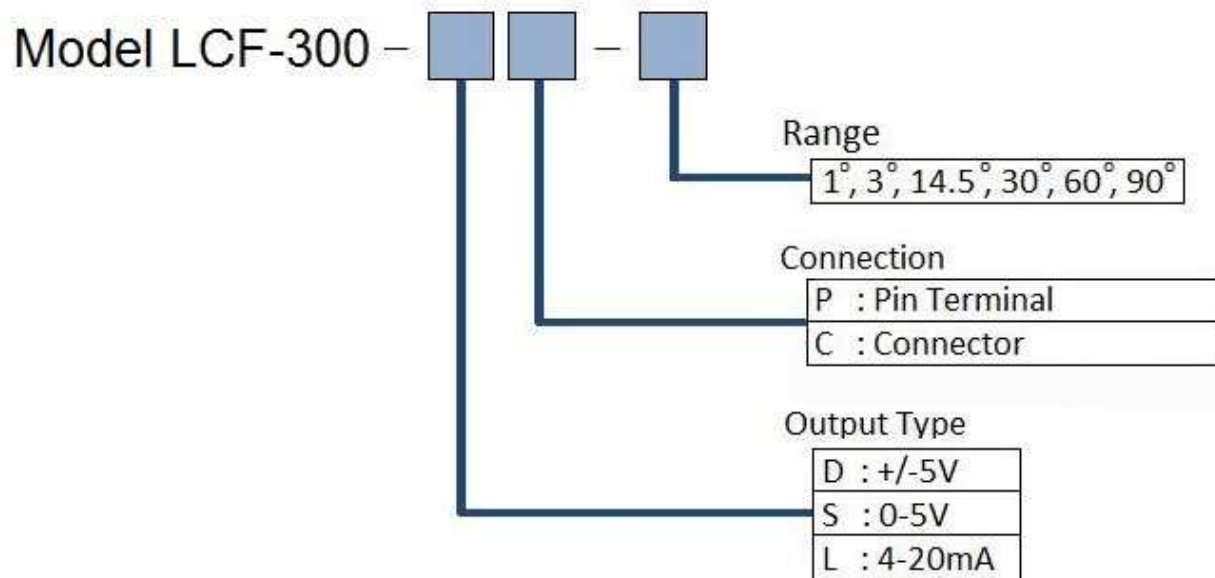 Model LCF-300 – –
Range
1°, 3°, 14.5°, 30°, 60°, 90°
Connection
P : Pin Terminal
C : Connector
Output Type
D : +/-5V
S : 0-5V
L : 4-20mA